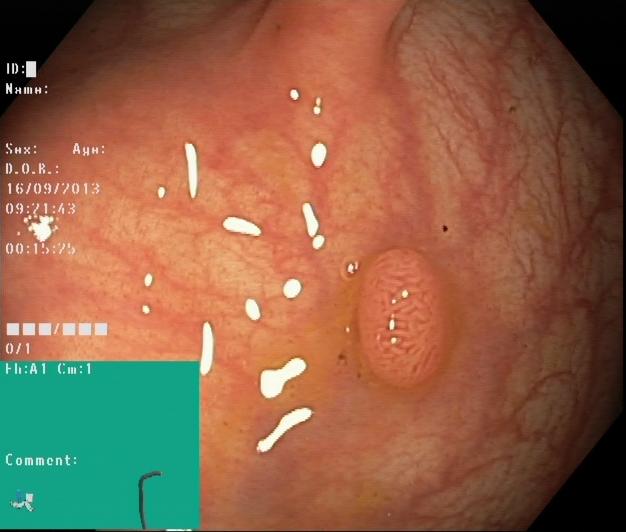 ID:
Name:
Sex: Age:
D.O.R.:
16/09/2013
09:21:43
00:15:25
0/1
Eh:A1 Cm:1
Comment: